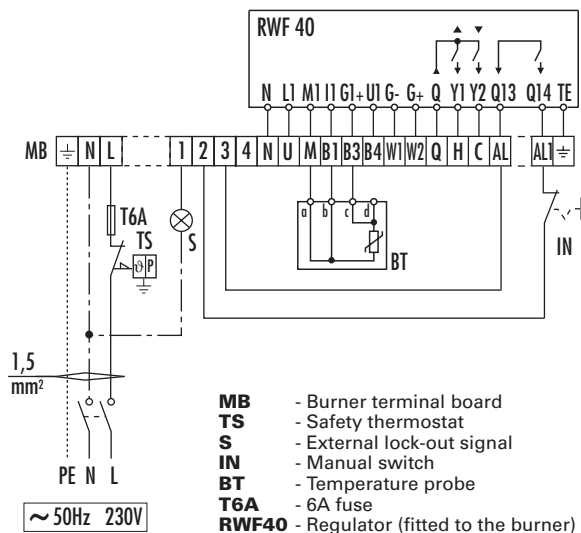 RWF 40
N L1 M1 I1 G1+ U1 G- G+ Q Y1 Y2 Q13 Q14 TE
MB N L 1 2 3 4 N U M B1 B3 B4 W1 W2 Q H C AL AL1
a b c d
T6A
TS
ϑ P
S
BT
IN
1,5
mm²
PE N L
~ 50Hz 230V
MB - Burner terminal board
TS - Safety thermostat
S - External lock-out signal
IN - Manual switch
BT - Temperature probe
T6A - 6A fuse
RWF40 - Regulator (fitted to the burner)